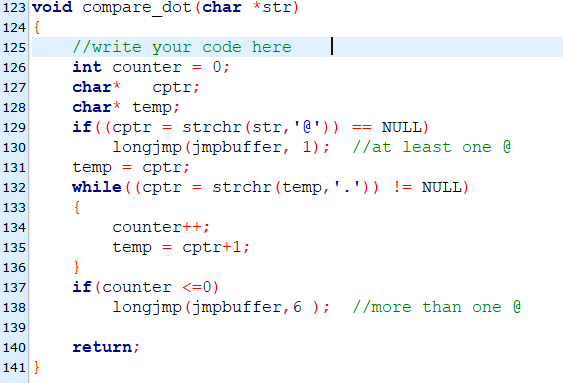 123 void compare_dot(char *str)
124 {
125     //write your code here
126     int counter = 0;
127     char*   cptr;
128     char* temp;
129     if((cptr = strchr(str,'@')) == NULL)
130         longjmp(jmpbuffer, 1);  //at least one @
131     temp = cptr;
132     while((cptr = strchr(temp,'.')) != NULL)
133     {
134         counter++;
135         temp = cptr+1;
136     }
137     if(counter <=0)
138         longjmp(jmpbuffer,6 );  //more than one @
139
140     return;
141 }